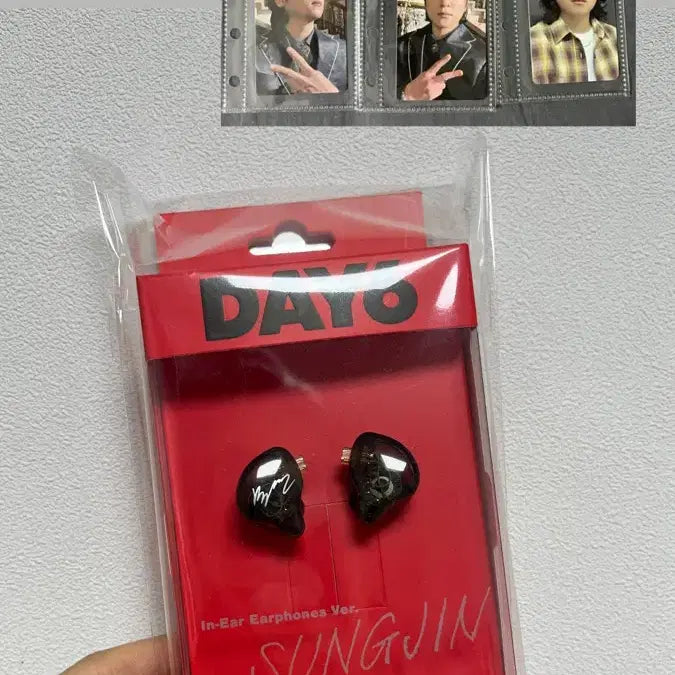 DAY6
In-Ear Earphones Ver.
SUNGJIN